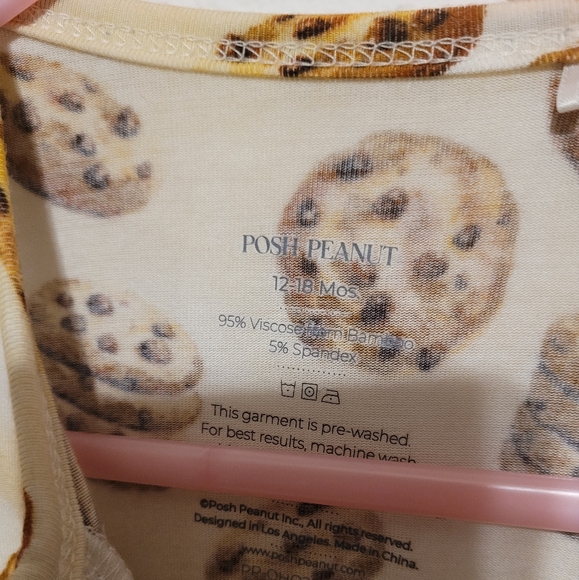 POSH PEANUT
12-18 Mos.
95% Viscose from Bamboo
5% Spandex
This garment is pre-washed.
For best results, machine wash
©Posh Peanut Inc., All rights reserved.
Designed in Los Angeles. Made in China.
www.poshpeanut.com